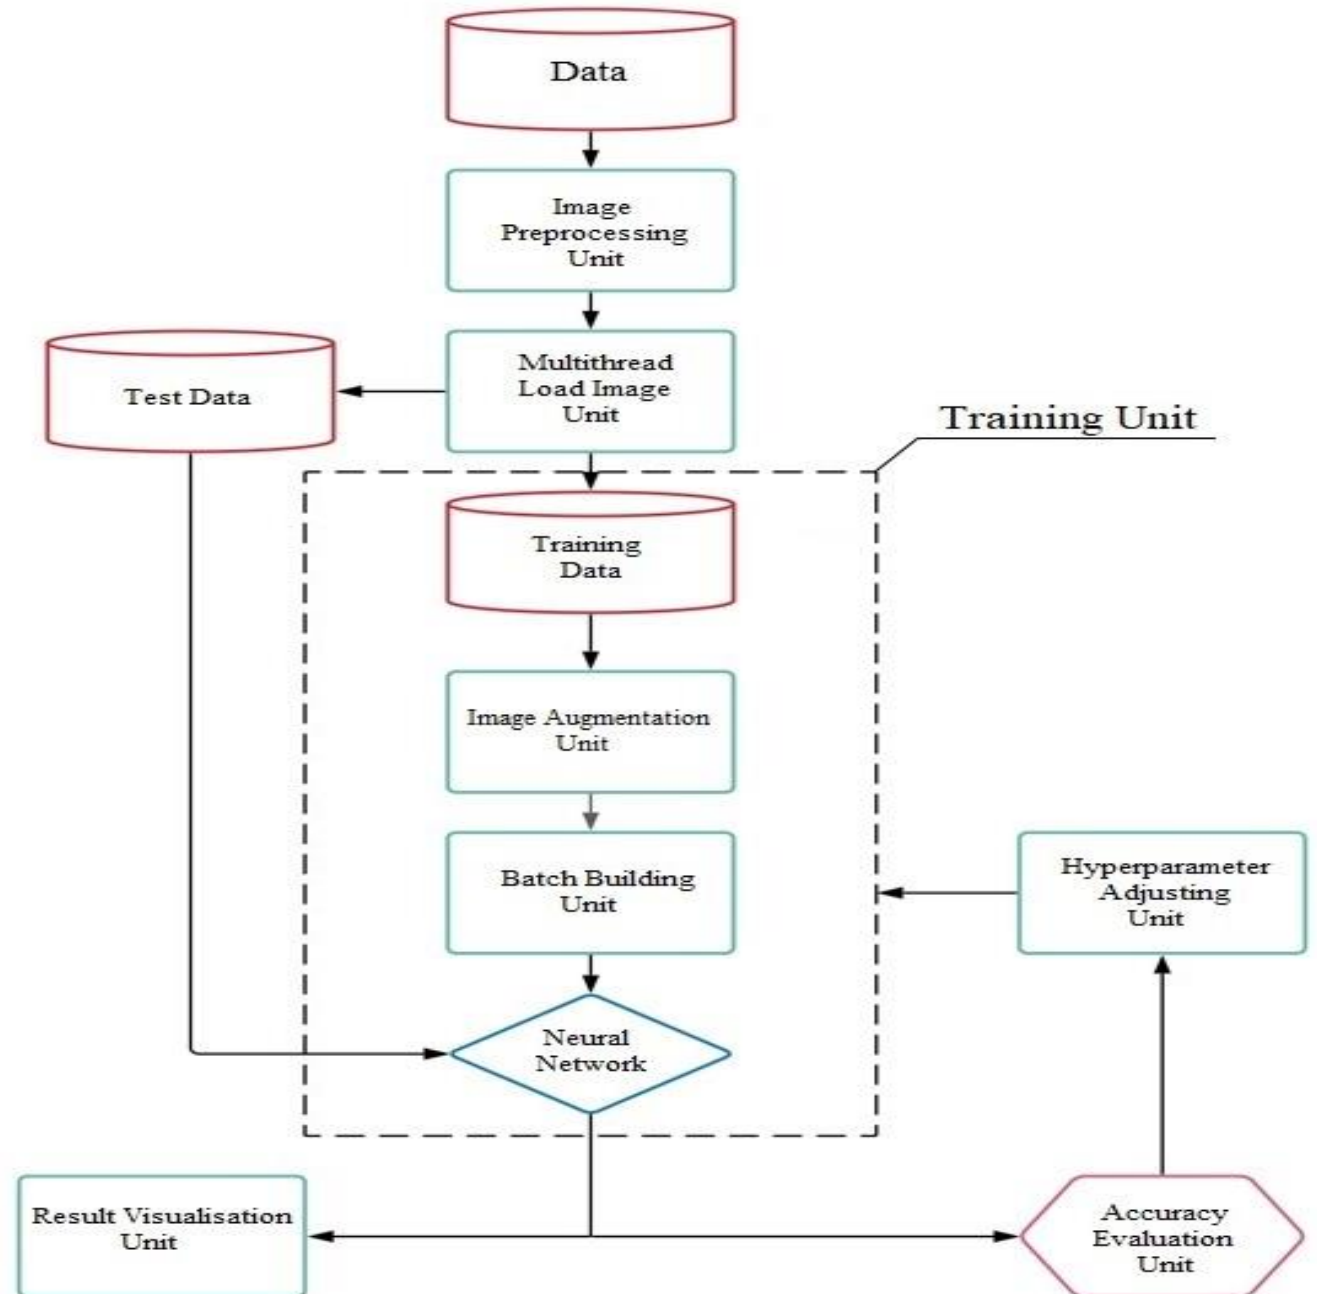 Data
Image
Preprocessing
Unit
Multithread
Load Image
Unit
Test Data
Training Unit
Training
Data
Image Augmentation
Unit
Batch Building
Unit
Hyperparameter
Adjusting
Unit
Neural
Network
Result Visualisation
Unit
Accuracy
Evaluation
Unit